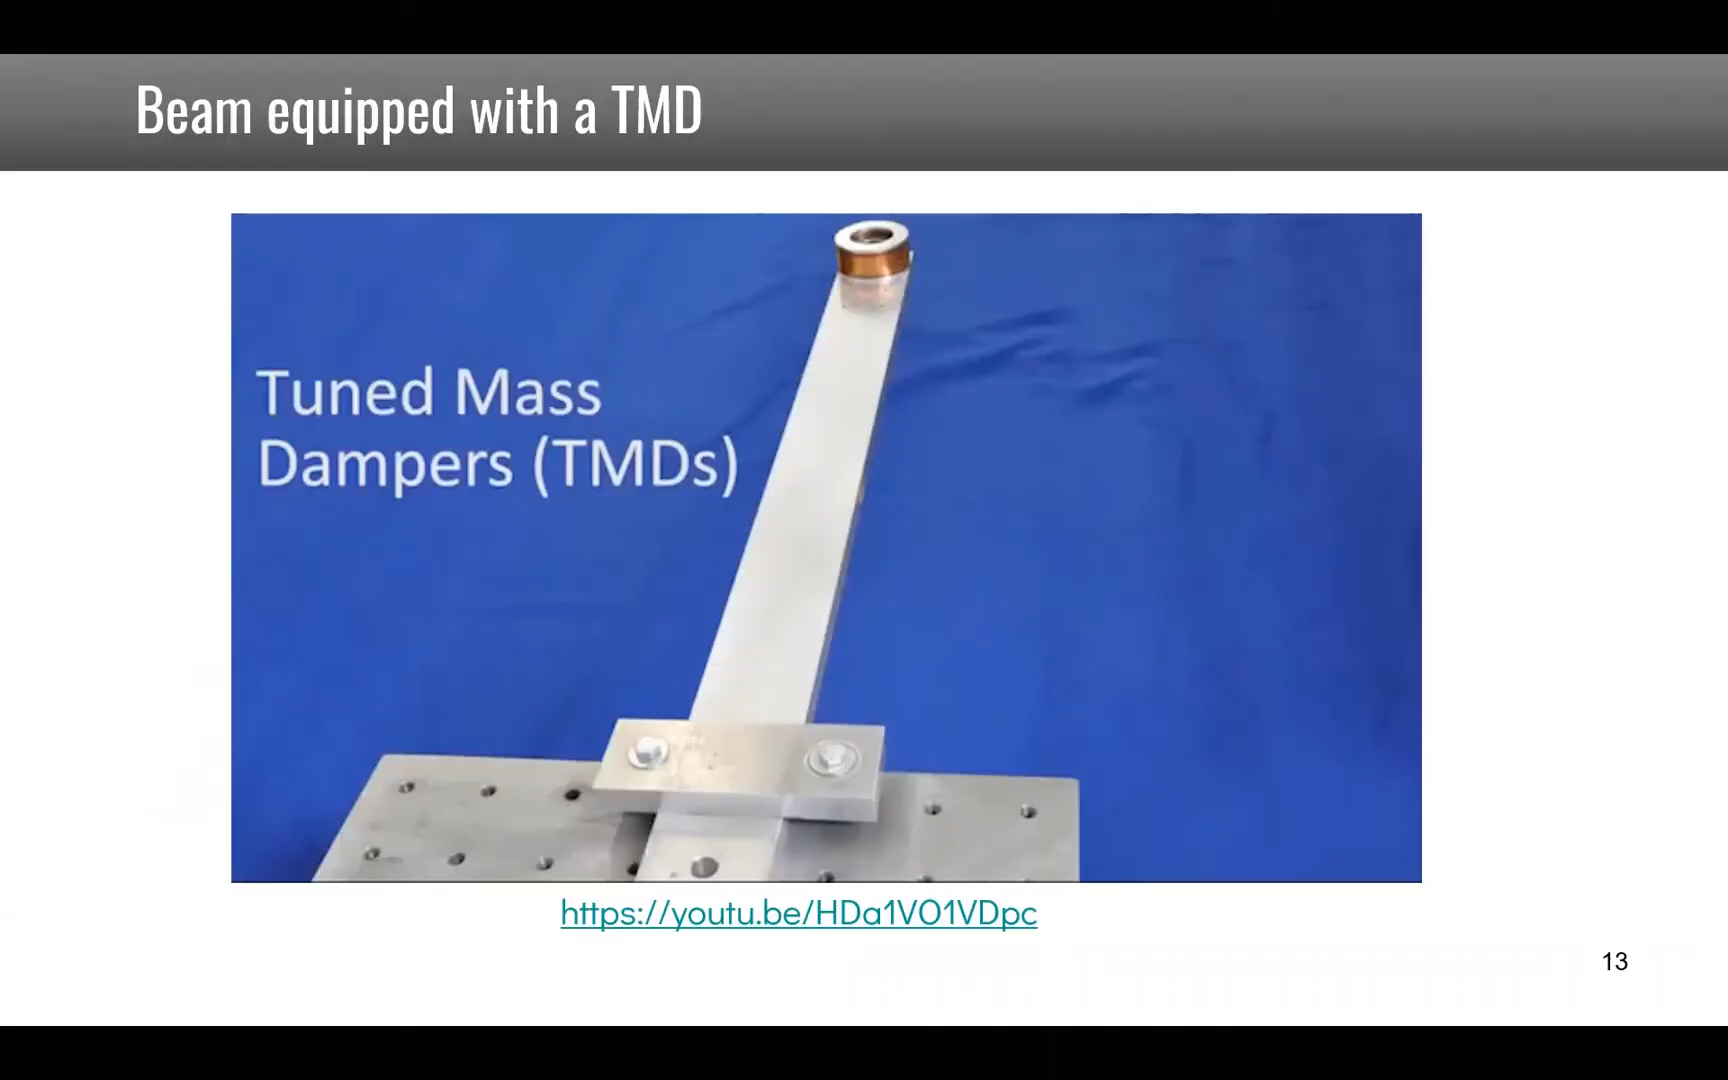 Beam equipped with a TMD
Tuned Mass
Dampers (TMDs)
https://youtu.be/HDa1VO1VDpc
13